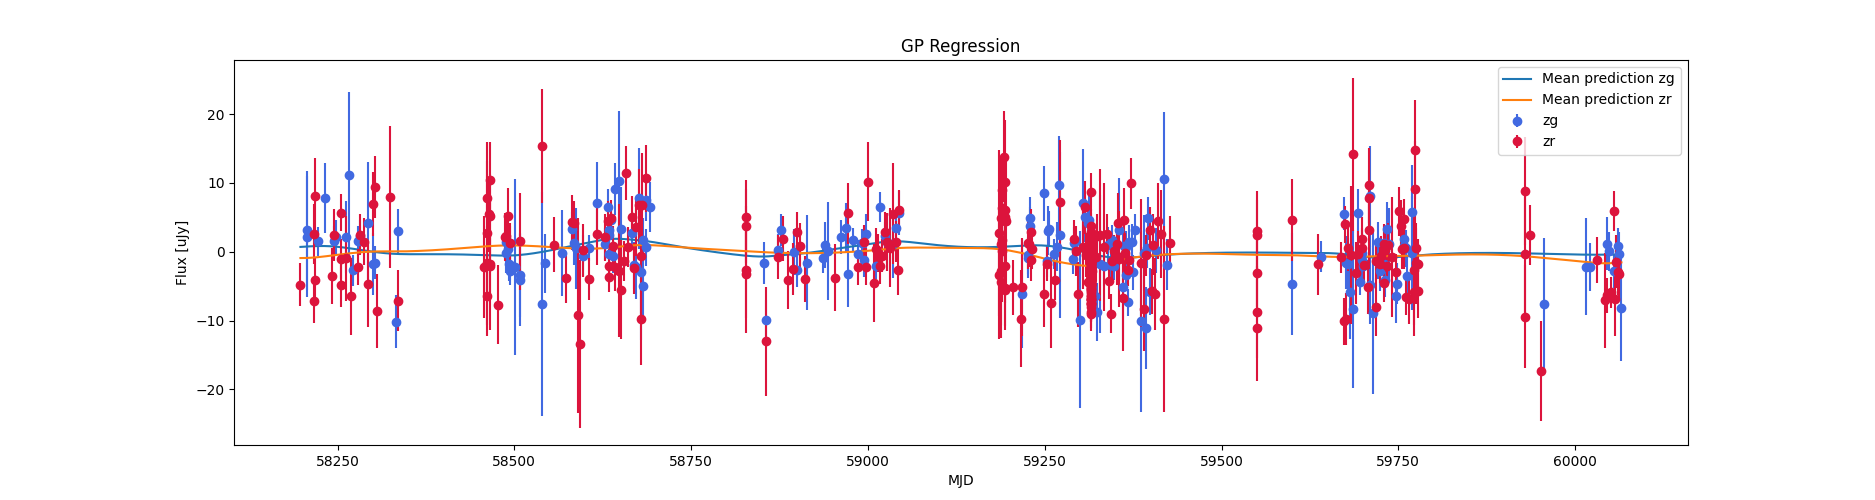 GP Regression
Flux [uJy]
20
10
0
−10
−20
Mean prediction zg
Mean prediction zr
zg
zr
58250
58500
58750
59000
59250
59500
59750
60000
MJD